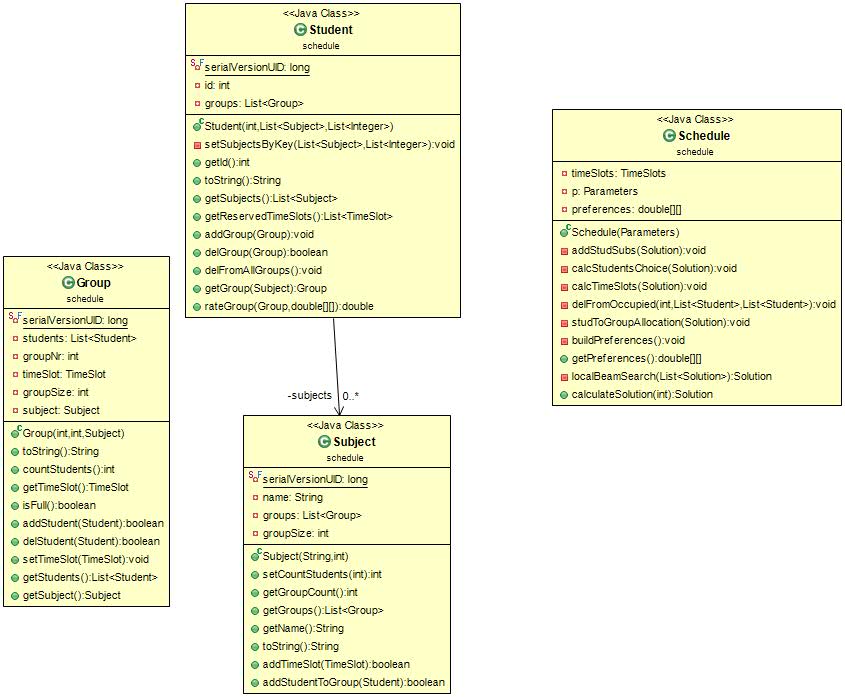 <<Java Class>>
Student
schedule
serialVersionUID: long
id: int
groups: List<Group>
Student(int,List<Subject>,List<Integer>)
setSubjectsByKey(List<Subject>,List<Integer>):void
getId():int
toString():String
getSubjects():List<Subject>
getReservedTimeSlots():List<TimeSlot>
addGroup(Group):void
delGroup(Group):boolean
delFromAllGroups():void
getGroup(Subject):Group
rateGroup(Group,double[][]):double
<<Java Class>>
Schedule
schedule
timeSlots: TimeSlots
p: Parameters
preferences: double[][]
Schedule(Parameters)
addStudSubs(Solution):void
calcStudentsChoice(Solution):void
calcTimeSlots(Solution):void
delFromOccupied(int,List<Student>,List<Student>):void
studToGroupAllocation(Solution):void
buildPreferences():void
getPreferences():double[][]
localBeamSearch(List<Solution>):Solution
calculateSolution(int):Solution
<<Java Class>>
Group
schedule
serialVersionUID: long
students: List<Student>
groupNr: int
timeSlot: TimeSlot
groupSize: int
subject: Subject
Group(int,int,Subject)
toString():String
countStudents():int
getTimeSlot():TimeSlot
isFull():boolean
addStudent(Student):boolean
delStudent(Student):boolean
setTimeSlot(TimeSlot):void
getStudents():List<Student>
getSubject():Subject
-subjects 0..*
<<Java Class>>
Subject
schedule
serialVersionUID: long
name: String
groups: List<Group>
groupSize: int
Subject(String,int)
setCountStudents(int):int
getGroupCount():int
getGroups():List<Group>
getName():String
toString():String
addTimeSlot(TimeSlot):boolean
addStudentToGroup(Student):boolean